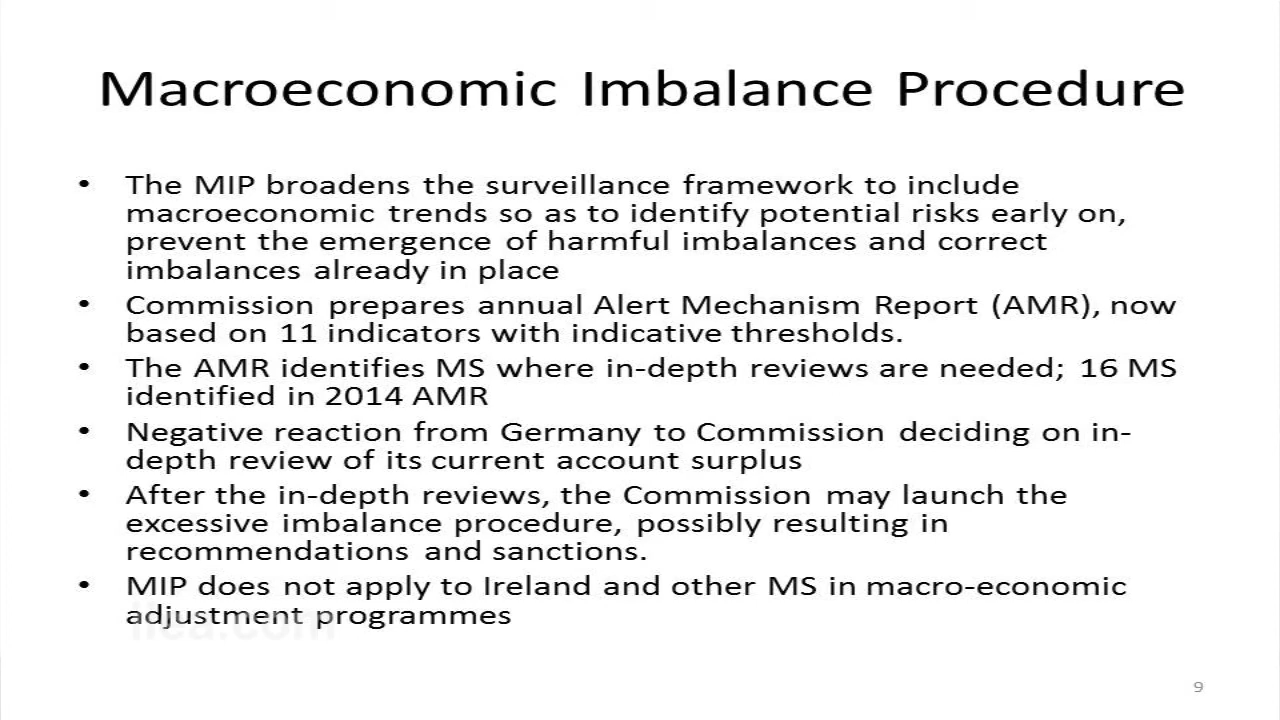 Macroeconomic Imbalance Procedure
• The MIP broadens the surveillance framework to include
macroeconomic trends so as to identify potential risks early on,
prevent the emergence of harmful imbalances and correct
imbalances already in place
• Commission prepares annual Alert Mechanism Report (AMR), now
based on 11 indicators with indicative thresholds.
• The AMR identifies MS where in-depth reviews are needed; 16 MS
identified in 2014 AMR
• Negative reaction from Germany to Commission deciding on in-
depth review of its current account surplus
• After the in-depth reviews, the Commission may launch the
excessive imbalance procedure, possibly resulting in
recommendations and sanctions.
• MIP does not apply to Ireland and other MS in macro-economic
adjustment programmes
iiea.com
9